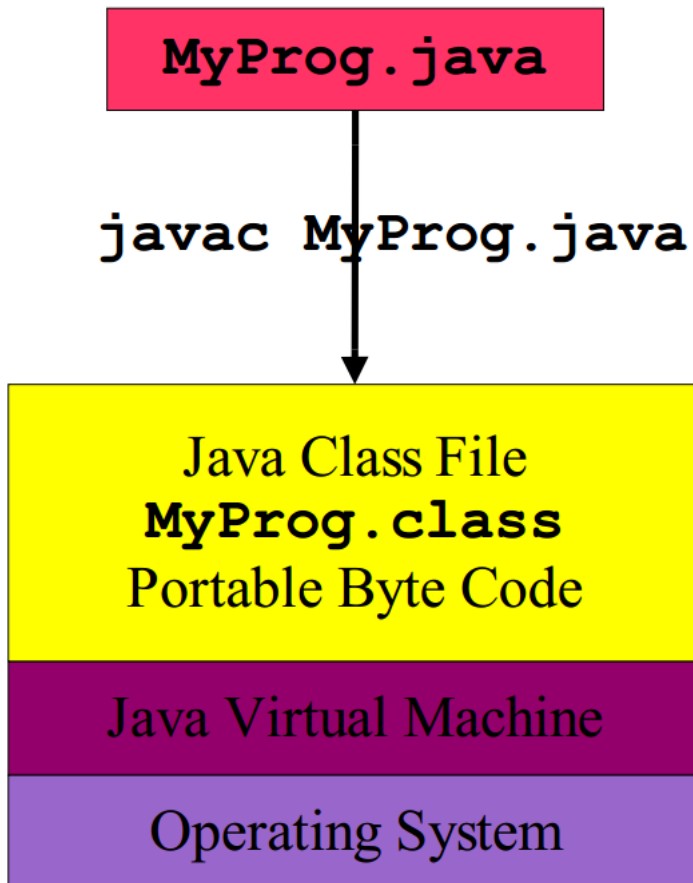 MyProg.java
javac MyProg.java
Java Class File
MyProg.class
Portable Byte Code
Java Virtual Machine
Operating System